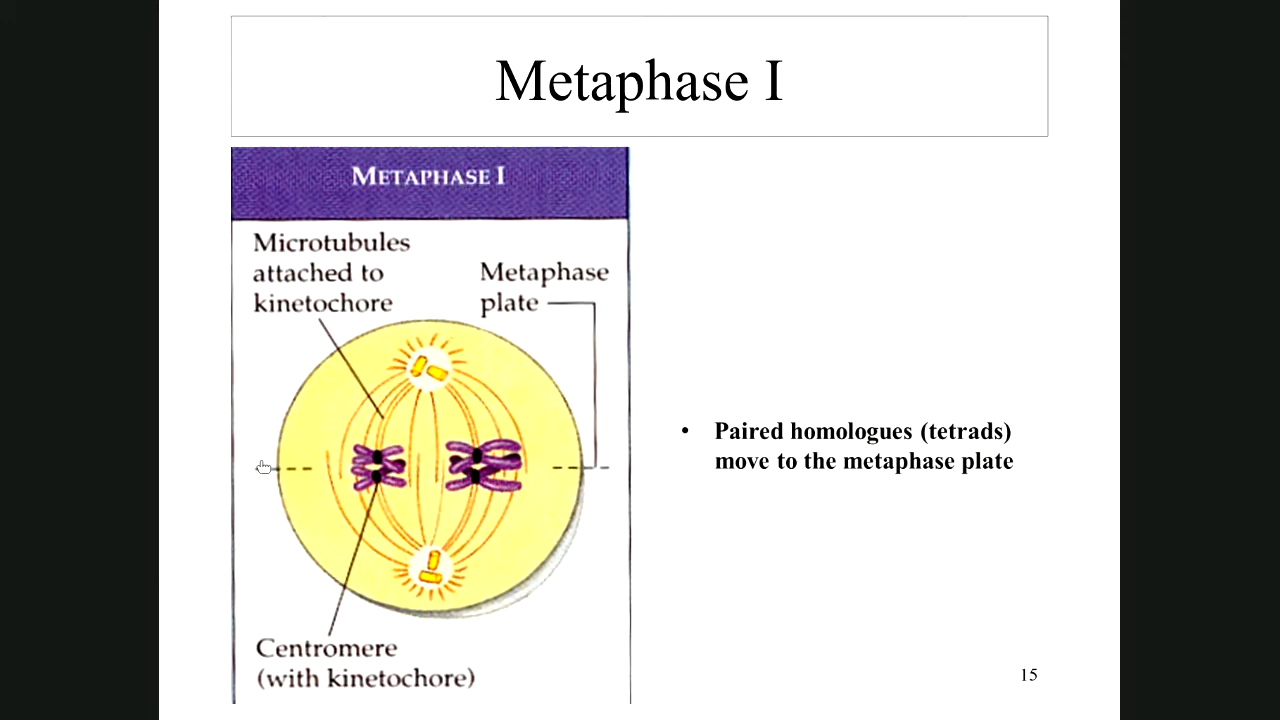 Metaphase I
METAPHASE I
Microtubules
attached to
kinetochore
Metaphase
plate
• Paired homologues (tetrads)
move to the metaphase plate
Centromere
(with kinetochore)
15